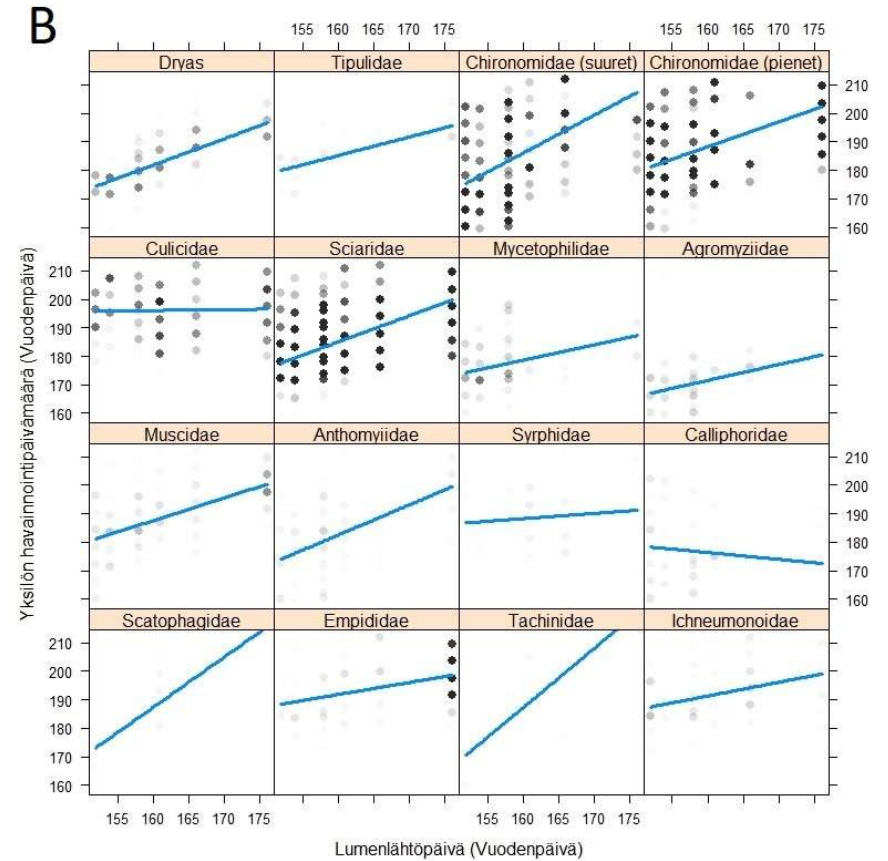 B
155 160 165 170 175
Dryas Tipulidae Chironomidae (suuret) Chironomidae (pienet)
210
200
190
180
170
160
Culicidae Sciaridae Mycetophilidae Agromyziidae
210
200
190
180
170
160
Muscidae Anthomyiidae Syrphidae Calliphoridae
210
200
190
180
170
160
Scatophagidae Empididae Tachinidae Ichneumonoidae
210
200
190
180
170
160
155 160 165 170 175
155 160 165 170 175
155 160 165 170 175
Yksilön havainnointipäivämäärä (Vuodenpäivä)
Lumenlähtöpäivä (Vuodenpäivä)